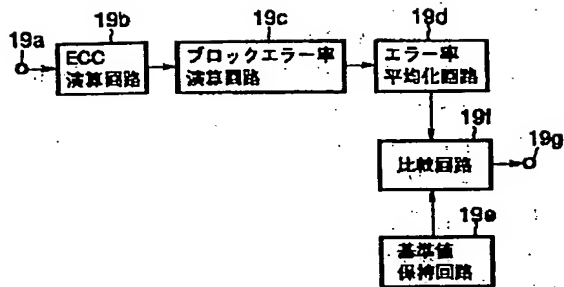 19a
19b
ECC
演算回路
19c
ブロックエラー率
演算回路
19d
エラー率
平均化回路
19f
比較回路
19g
19e
基準値
保持回路